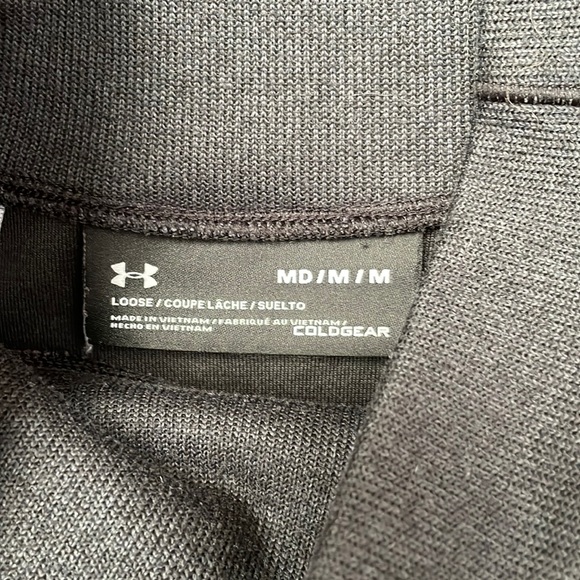 MD/M/M
LOOSE/COUPE LÂCHE/SUELTO
MADE IN VIETNAM/FABRIQUÉ AU VIETNAM/
HECHO EN VIETNAM
COLDGEAR